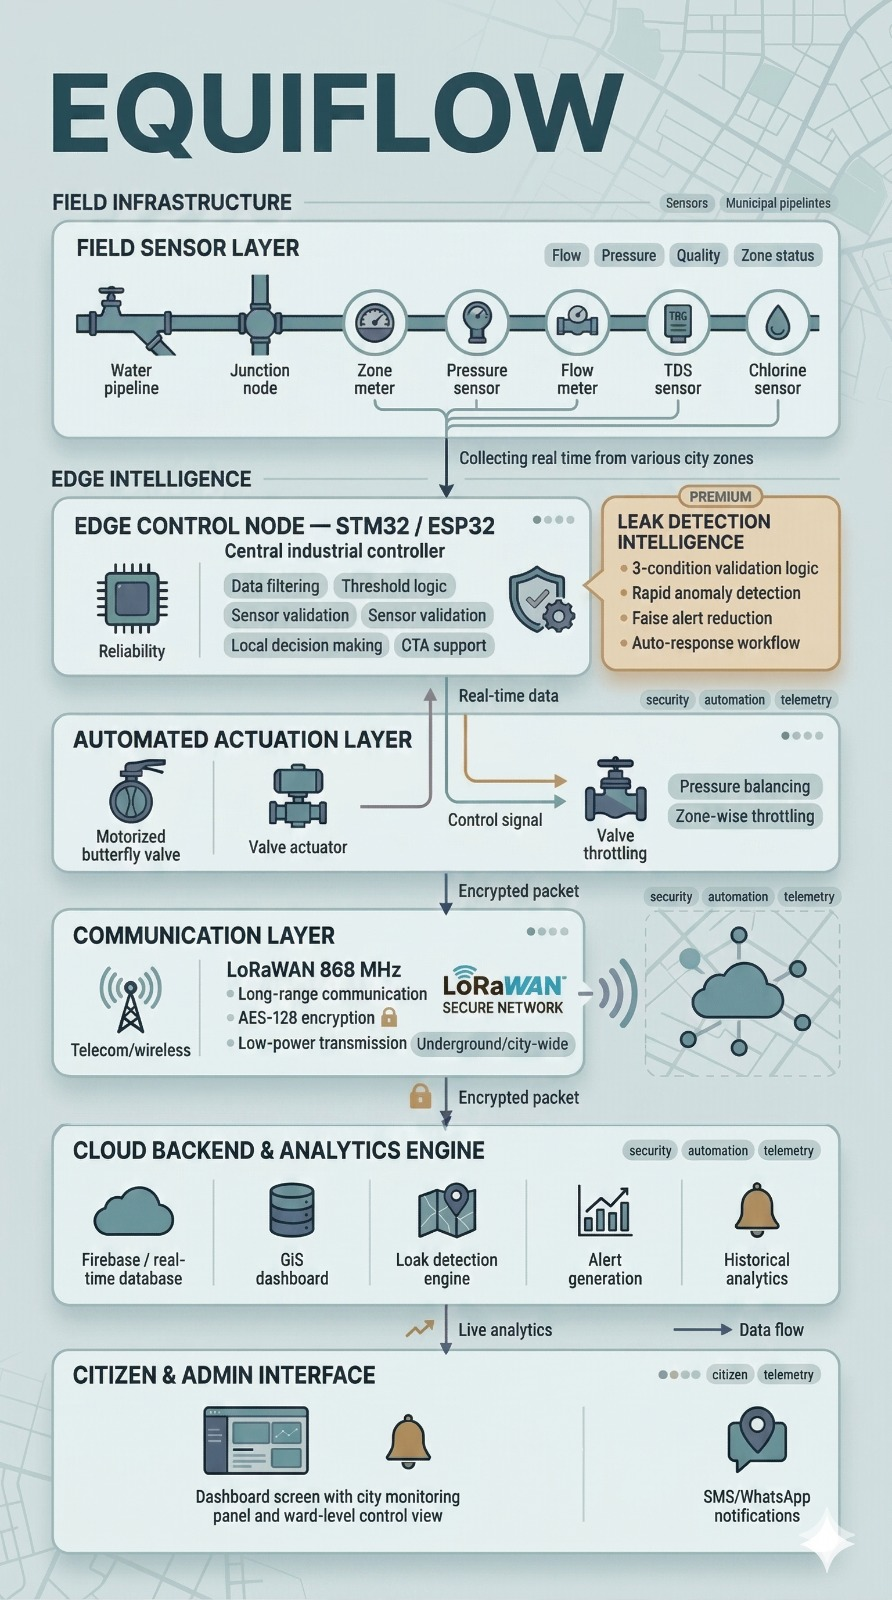 EQUIFLOW
FIELD INFRASTRUCTURE
Sensors
Municipal pipelintes
FIELD SENSOR LAYER
Flow
Pressure
Quality
Zone status
TRG
Water
pipeline
Junction
node
Zone
meter
Pressure
sensor
Flow
meter
TDS
sensor
Chlorine
sensor
Collecting real time from various city zones
EDGE INTELLIGENCE
EDGE CONTROL NODE — STM32 / ESP32
Central industrial controller
Reliability
Data filtering
Threshold logic
Sensor validation
Sensor validation
Local decision making
CTA support
PREMIUM
LEAK DETECTION
INTELLIGENCE
• 3-condition validation logic
• Rapid anomaly detection
• Faise alert reduction
• Auto-response workflow
Real-time data
security
automation
telemetry
AUTOMATED ACTUATION LAYER
Motorized
butterfly valve
Valve actuator
Control signal
Valve
throttling
Pressure balancing
Zone-wise throttling
Encrypted packet
security
automation
telemetry
COMMUNICATION LAYER
Telecom/wireless
LoRaWAN 868 MHz
• Long-range communication
• AES-128 encryption
• Low-power transmission
LoRaWAN
SECURE NETWORK
Underground/city-wide
Encrypted packet
CLOUD BACKEND & ANALYTICS ENGINE
security
automation
telemetry
Firebase / real-
time database
GiS
dashboard
Loak detection
engine
Alert
generation
Historical
analytics
Live analytics
Data flow
CITIZEN & ADMIN INTERFACE
citizen
telemetry
Dashboard screen with city monitoring
panel and ward-level control view
SMS/WhatsApp
notifications